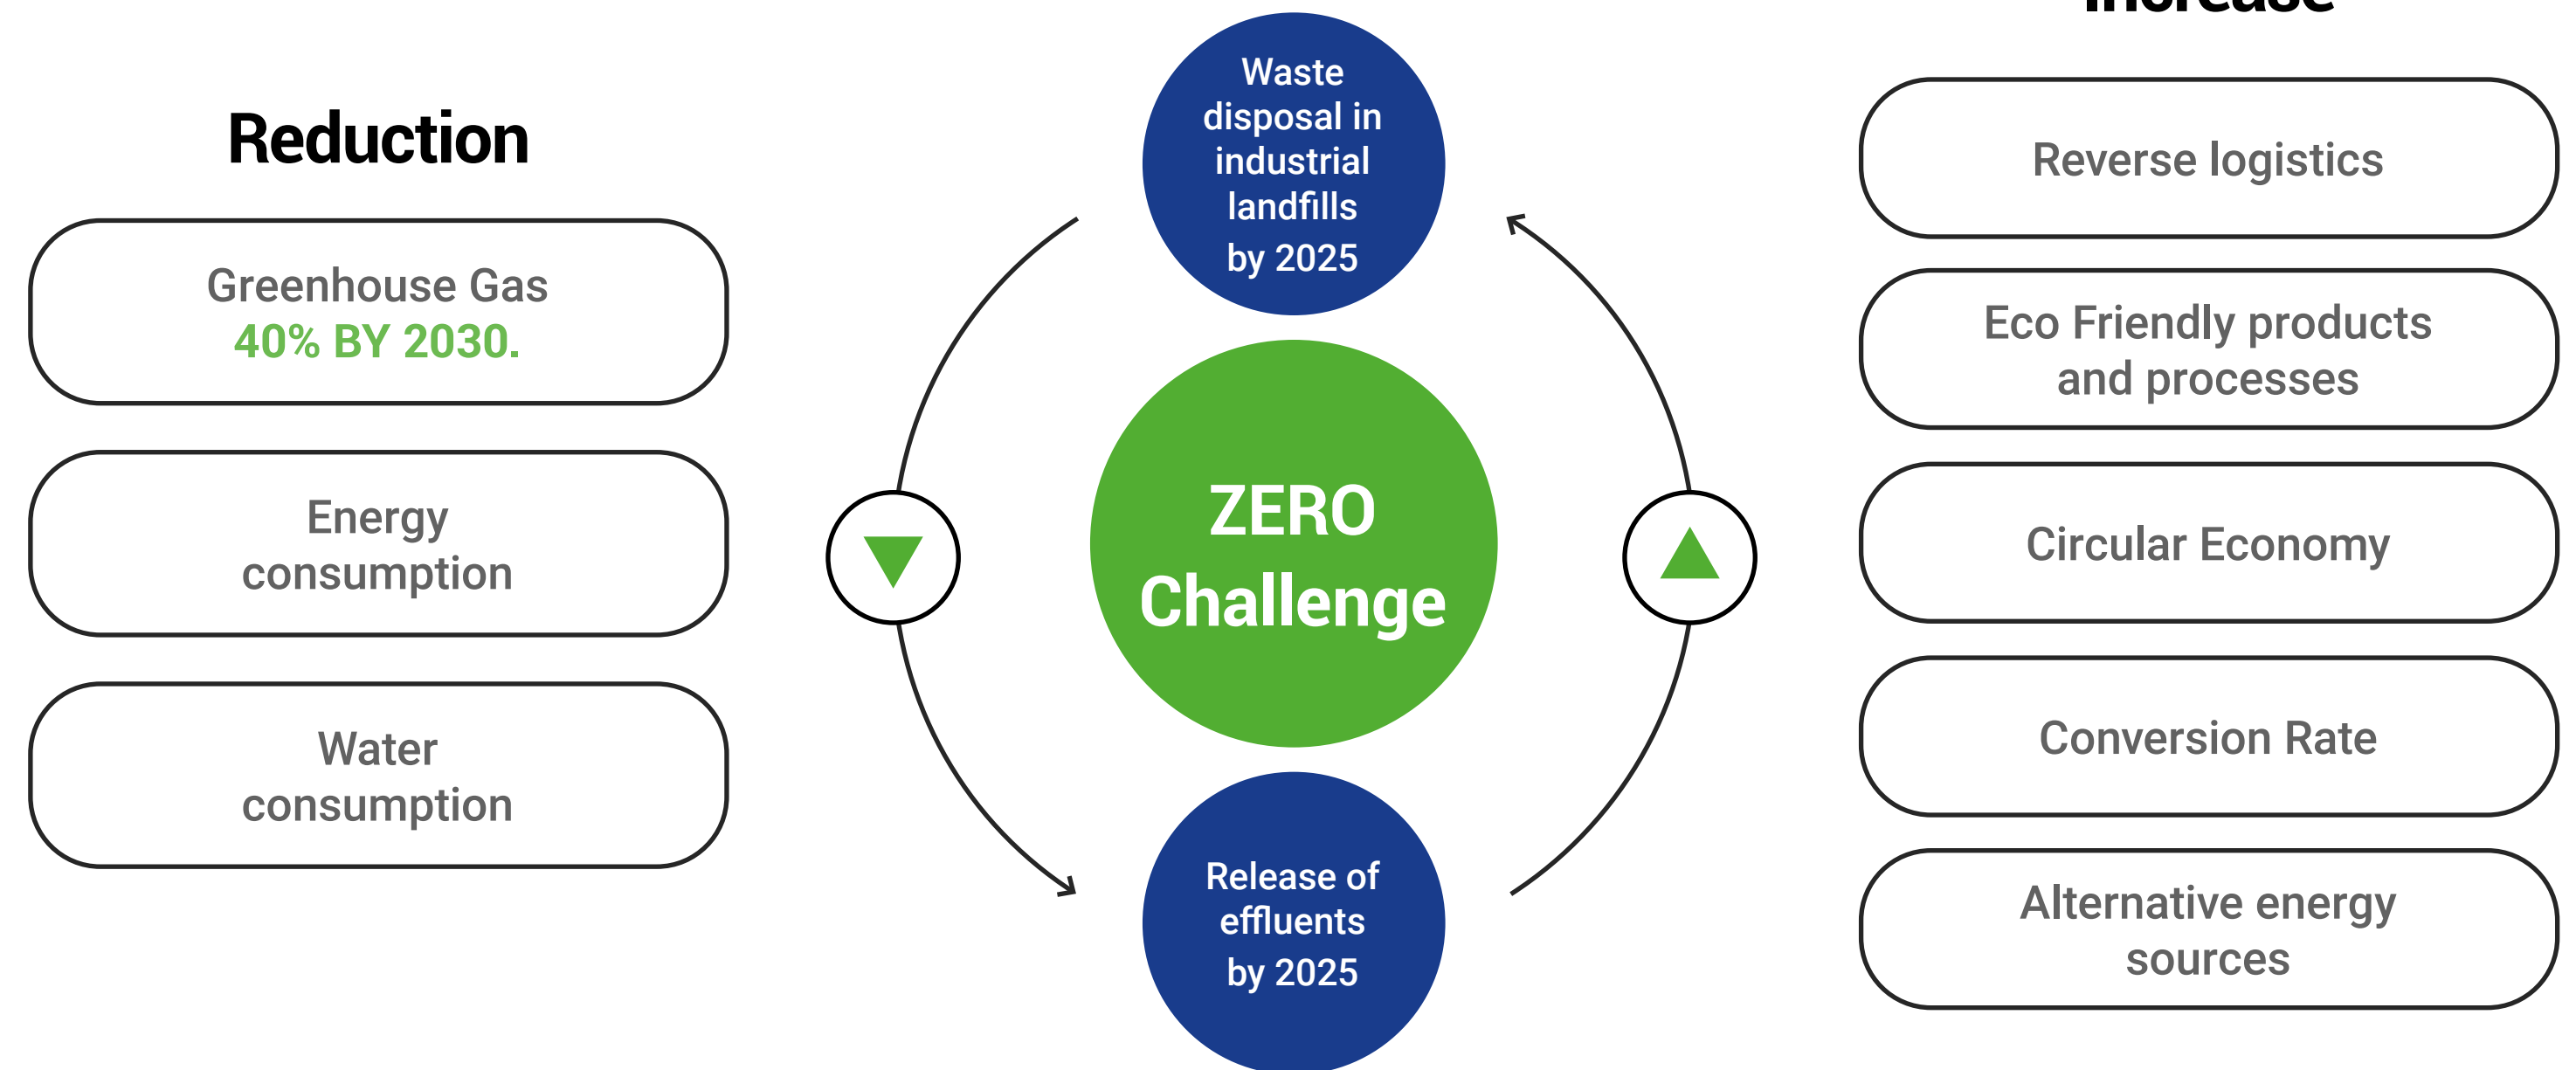 Reduction
Greenhouse Gas
40% BY 2030.
Energy
consumption
Water
consumption
Waste
disposal in
industrial
landfills
by 2025
ZERO
Challenge
Release of
effluents
by 2025
Increase
Reverse logistics
Eco Friendly products
and processes
Circular Economy
Conversion Rate
Alternative energy
sources